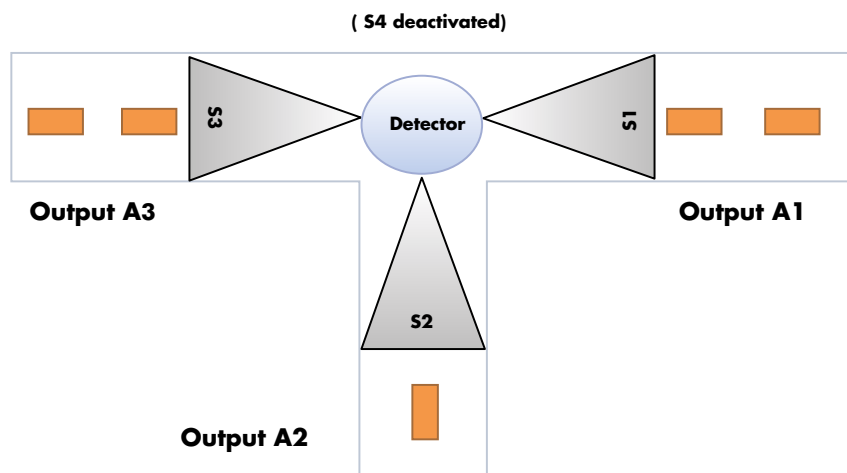 ( S4 deactivated)
S3
Detector
S1
Output A3
Output A1
S2
Output A2